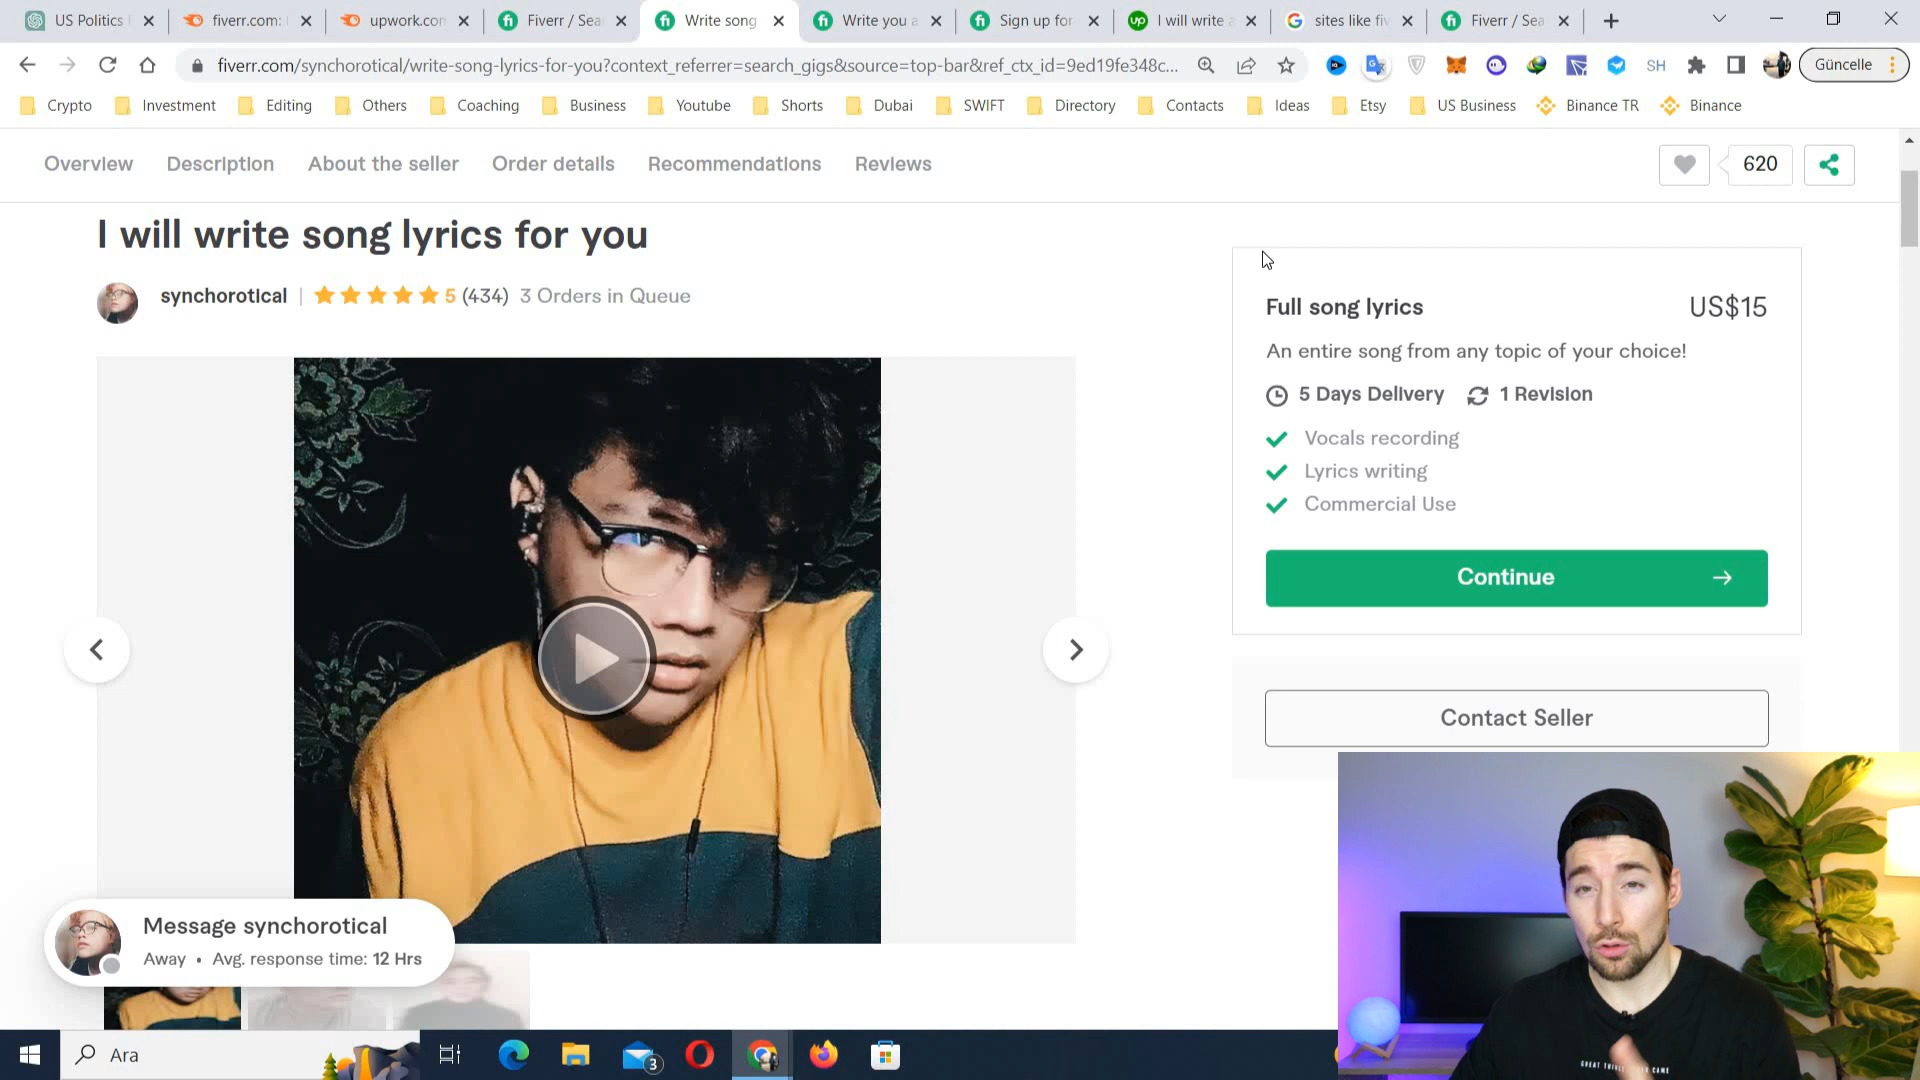 US Politics
fiverr.com:
upwork.com
Fiverr / Sea
Write song
Write you a
Sign up for
I will write a
sites like fiv
Fiverr / Sea
fiverr.com/synchorotical/write-song-lyrics-for-you?context_referrer=search_gigs&source=top-bar&ref_ctx_id=9ed19fe348c...
SH
Güncelle
Crypto
Investment
Editing
Others
Coaching
Business
Youtube
Shorts
Dubai
SWIFT
Directory
Contacts
Ideas
Etsy
US Business
Binance TR
Binance
Overview
Description
About the seller
Order details
Recommendations
Reviews
620
I will write song lyrics for you
synchorotical | 5 (434) 3 Orders in Queue
Full song lyrics US$15
An entire song from any topic of your choice!
5 Days Delivery 1 Revision
Vocals recording
Lyrics writing
Commercial Use
Continue
Contact Seller
Message synchorotical
Away • Avg. response time: 12 Hrs
Ara
3